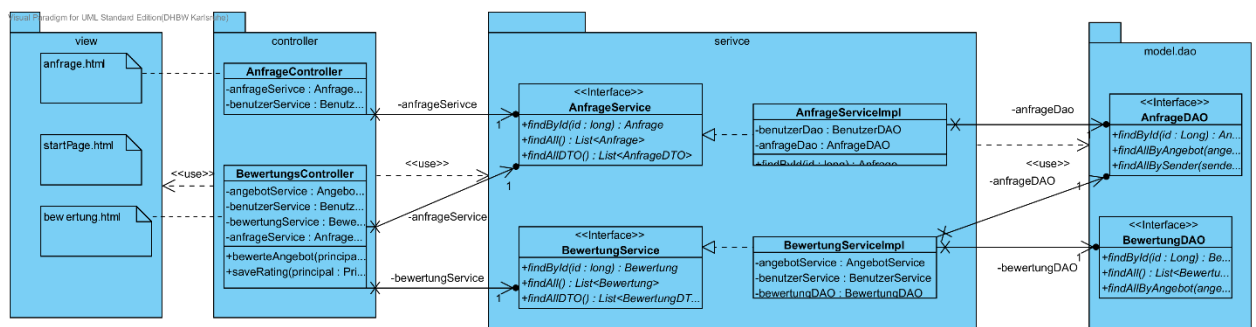 Visual Paradigm for UML Standard Edition(DHBW Karlsruhe)
view
anfrage.html
startPage.html
bewertung.html
<<use>>
controller
AnfrageController
-anfrageSerivce : Anfrage...
-benutzerService : Benutz...
BewertungsController
-angebotService : Angebo...
-benutzerService : Benutz...
-bewertungService : Bewe...
-anfrageService : Anfrage...
+bewerteAngebot(principa...
+saveRating(principal : Pri...
-anfrageSerivce
1
<<use>>
-anfrageService
1
-bewertungService
1
serivce
<<Interface>>
AnfrageService
+findById(id : long) : Anfrage
+findAll() : List<Anfrage>
+findAllDTO() : List<AnfrageDTO>
<<Interface>>
BewertungService
+findById(id : long) : Bewertung
+findAll() : List<Bewertung>
+findAllDTO() : List<BewertungDT...
AnfrageServiceImpl
-benutzerDao : BenutzerDAO
-anfrageDao : AnfrageDAO
+findById(id : long) : Anfrage
BewertungServiceImpl
-angebotService : AngebotService
-benutzerService : BenutzerService
-bewertungDAO : BewertungDAO
-anfrageDao
1
<<use>>
-anfrageDAO
1
-bewertungDAO
1
model.dao
<<Interface>>
AnfrageDAO
+findById(id : Long) : An...
+findAllByAngebot(ange...
+findAllBySender(sende...
<<Interface>>
BewertungDAO
+findById(id : Long) : Be...
+findAll() : List<Bewertu...
+findAllByAngebot(ange...